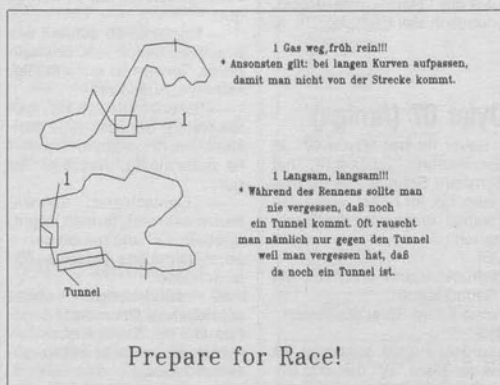 1 Gas weg,früh rein!!!
* Ansonsten gilt: bei langen Kurven aufpassen,
damit man nicht von der Strecke kommt.
1
1
1 Langsam, langsam!!!
* Während des Rennens sollte man
nie vergessen, daß noch
ein Tunnel kommt. Oft rauscht
man nämlich nur gegen den Tunnel
weil man vergessen hat, daß
da noch ein Tunnel ist.
Tunnel
Prepare for Race!